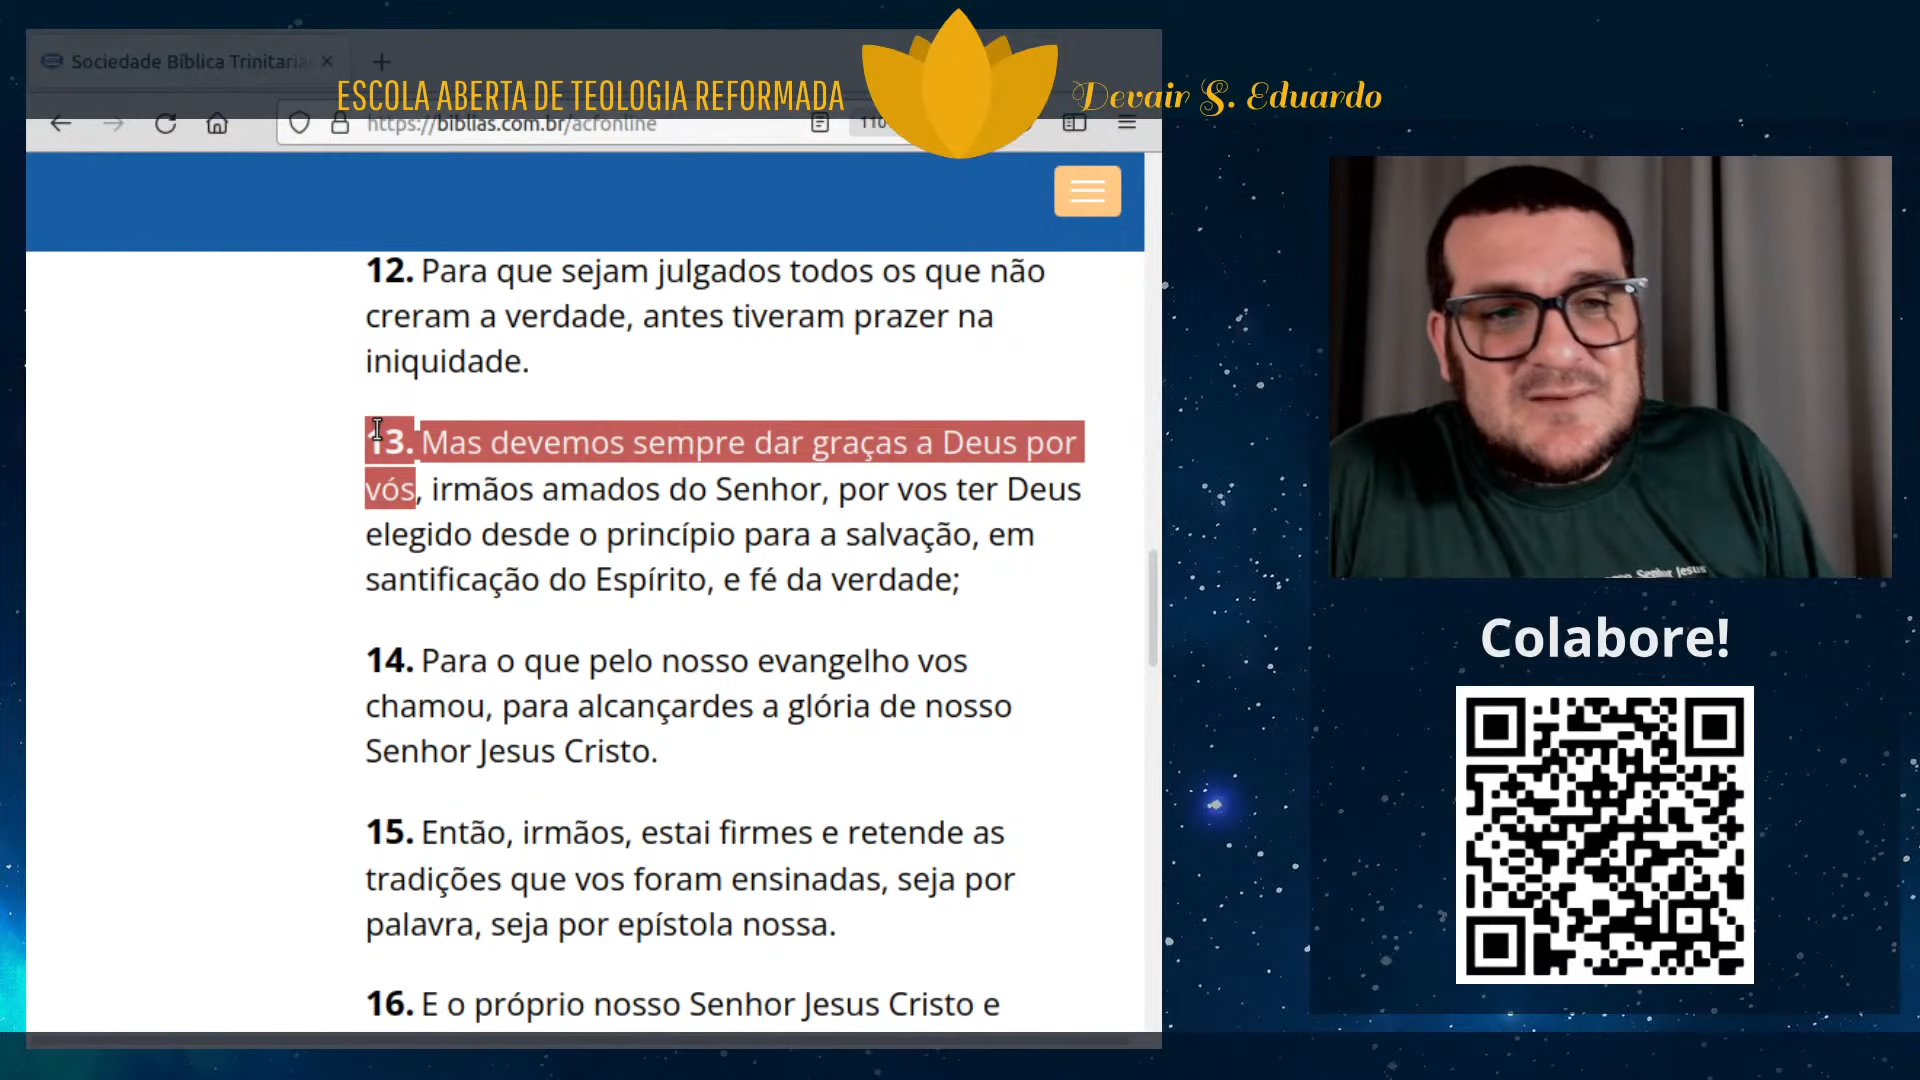 Sociedade Bíblica Trinitaria
ESCOLA ABERTA DE TEOLOGIA REFORMADA
Devair S. Eduardo
https://biblias.com.br/acfonline
110
12. Para que sejam julgados todos os que não
creram a verdade, antes tiveram prazer na
iniquidade.
13. Mas devemos sempre dar graças a Deus por
vós, irmãos amados do Senhor, por vos ter Deus
elegido desde o princípio para a salvação, em
santificação do Espírito, e fé da verdade;
14. Para o que pelo nosso evangelho vos
chamou, para alcançardes a glória de nosso
Senhor Jesus Cristo.
15. Então, irmãos, estai firmes e retende as
tradições que vos foram ensinadas, seja por
palavra, seja por epístola nossa.
16. E o próprio nosso Senhor Jesus Cristo e
Senhor Jesus
Colabore!